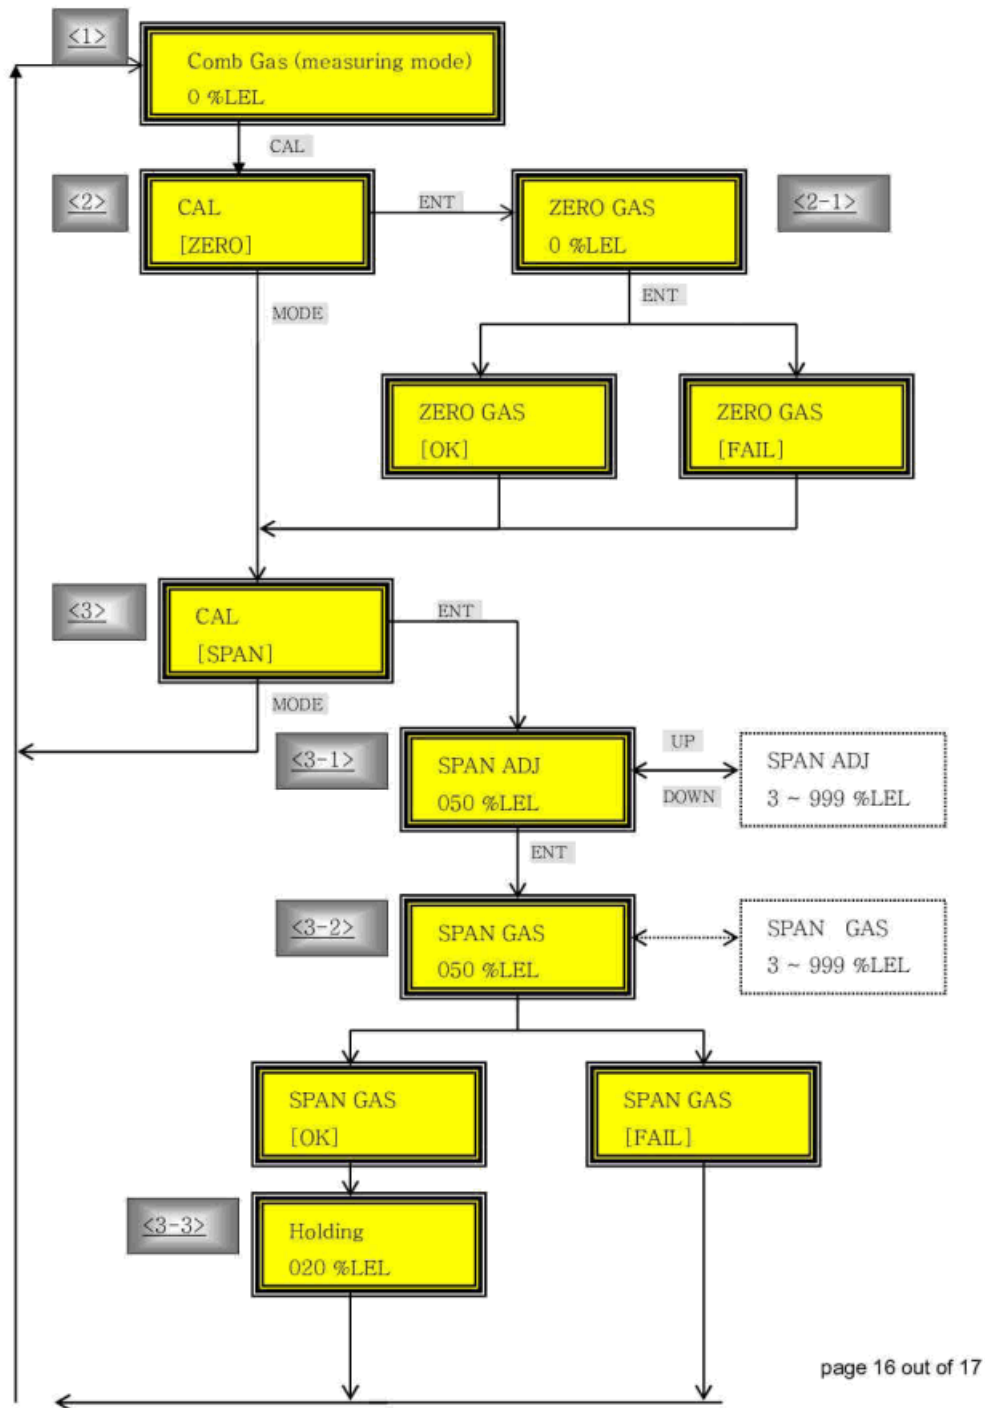 <1>
Comb Gas (measuring mode)
0 %LEL
CAL
<2>
CAL
[ZERO]
ENT
ZERO GAS
0 %LEL
<2-1>
MODE
ENT
ZERO GAS
[OK]
ZERO GAS
[FAIL]
<3>
CAL
[SPAN]
ENT
MODE
<3-1>
SPAN ADJ
050 %LEL
UP
DOWN
SPAN ADJ
3 ~ 999 %LEL
ENT
<3-2>
SPAN GAS
050 %LEL
SPAN GAS
3 ~ 999 %LEL
SPAN GAS
[OK]
SPAN GAS
[FAIL]
<3-3>
Holding
020 %LEL
page 16 out of 17